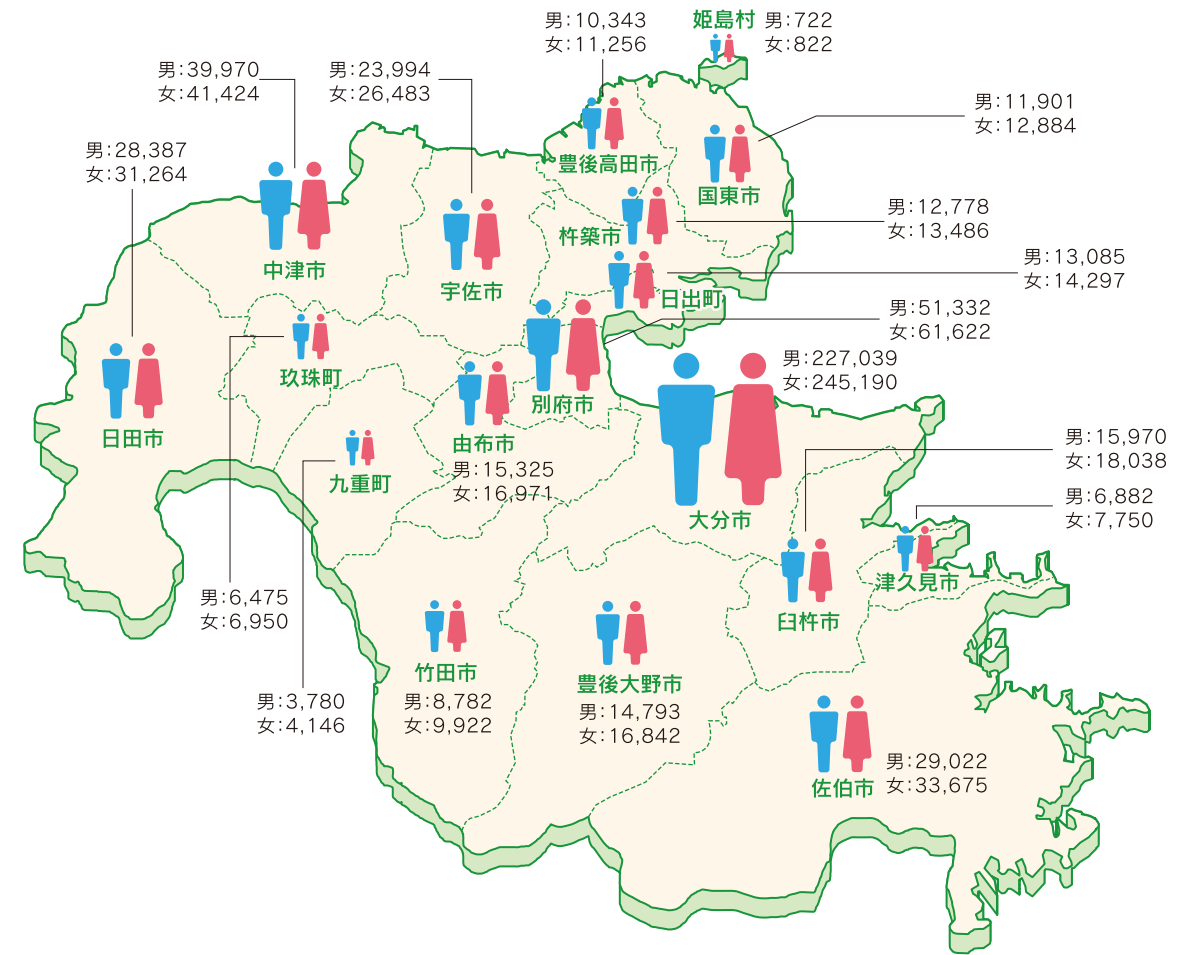 男:10,343
女:11,256
姫島村
男:722
女:822
男:39,970
女:41,424
男:23,994
女:26,483
男:11,901
女:12,884
男:28,387
女:31,264
豊後高田市
国東市
男:12,778
女:13,486
杵築市
中津市
宇佐市
男:13,085
女:14,297
日出町
男:51,332
女:61,622
男:227,039
女:245,190
玖珠町
別府市
日田市
由布市
男:15,325
女:16,971
九重町
大分市
男:15,970
女:18,038
男:6,882
女:7,750
津久見市
男:6,475
女:6,950
臼杵市
竹田市
男:8,782
女:9,922
豊後大野市
男:14,793
女:16,842
男:3,780
女:4,146
佐伯市
男:29,022
女:33,675